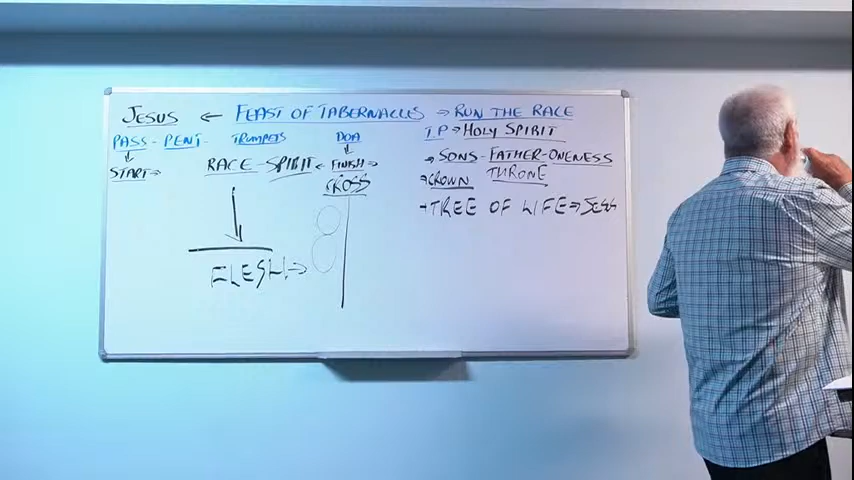 JESUS ← FEAST OF TABERNACLES → RUN THE RACE
PASS - PENT - TRUMPETS DOA T.P → HOLY SPIRIT
START → RACE - SPIRIT ← FINISH → → SONS - FATHER - ONENESS
CROSS → CROWN THRONE
→ TREE OF LIFE →
FLESH →